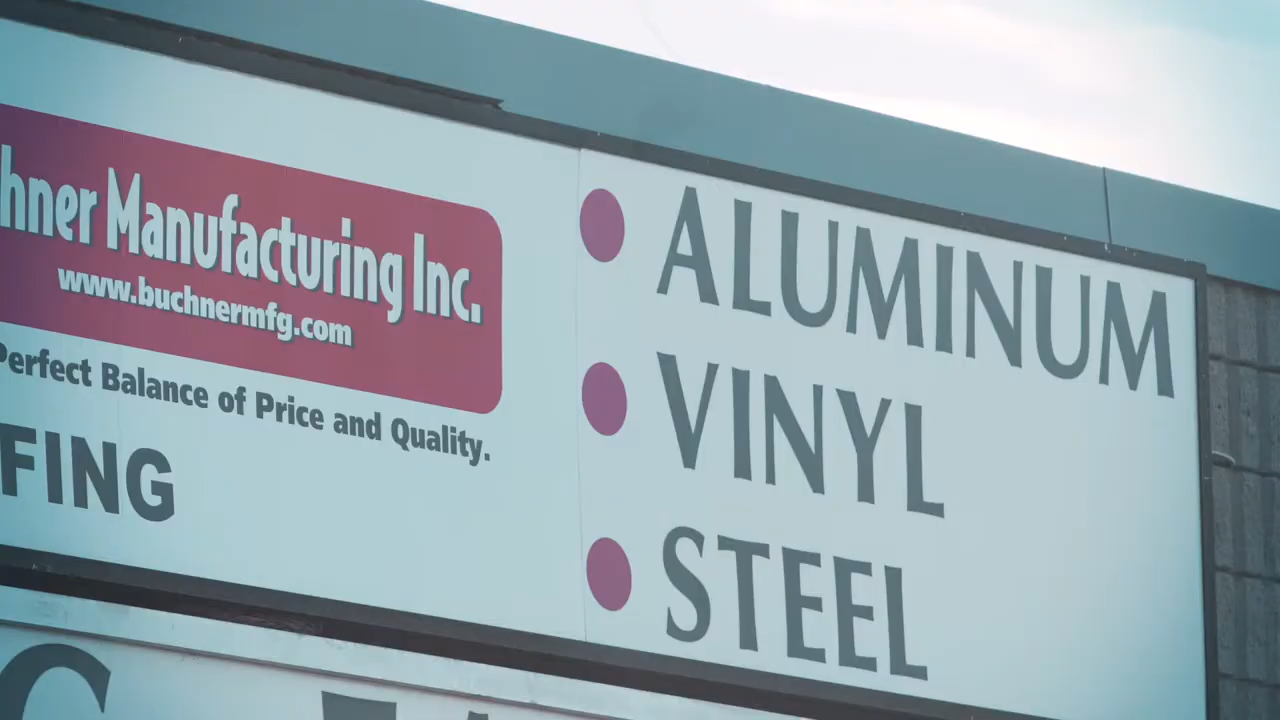 hner Manufacturing Inc.
www.buchnermfg.com
Perfect Balance of Price and Quality.
FING
ALUMINUM
VINYL
STEEL